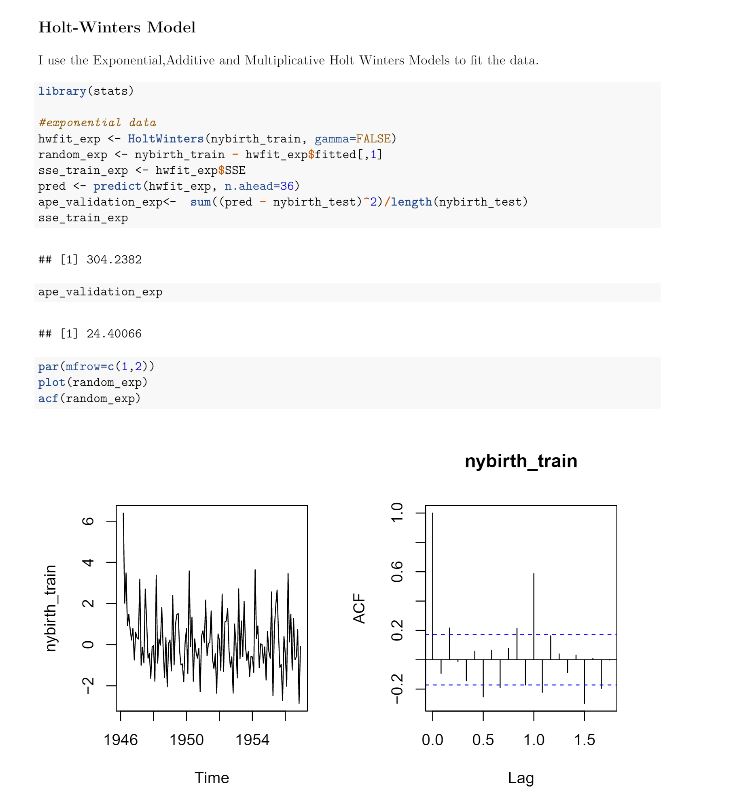 Holt-Winters Model
I use the Exponential,Additive and Multiplicative Holt Winters Models to fit the data.
library(stats)
#exponential data
hwfit_exp <- HoltWinters(nybirth_train, gamma=FALSE)
random_exp <- nybirth_train - hwfit_exp$fitted[,1]
sse_train_exp <- hwfit_exp$SSE
pred <- predict(hwfit_exp, n.ahead=36)
ape_validation_exp<-  sum((pred - nybirth_test)^2)/length(nybirth_test)
sse_train_exp
## [1] 304.2382
ape_validation_exp
## [1] 24.40066
par(mfrow=c(1,2))
plot(random_exp)
acf(random_exp)
nybirth_train
nybirth_train
6
4
2
0
−2
1946 1950 1954
Time
ACF
1.0
0.6
0.2
−0.2
0.0 0.5 1.0 1.5
Lag